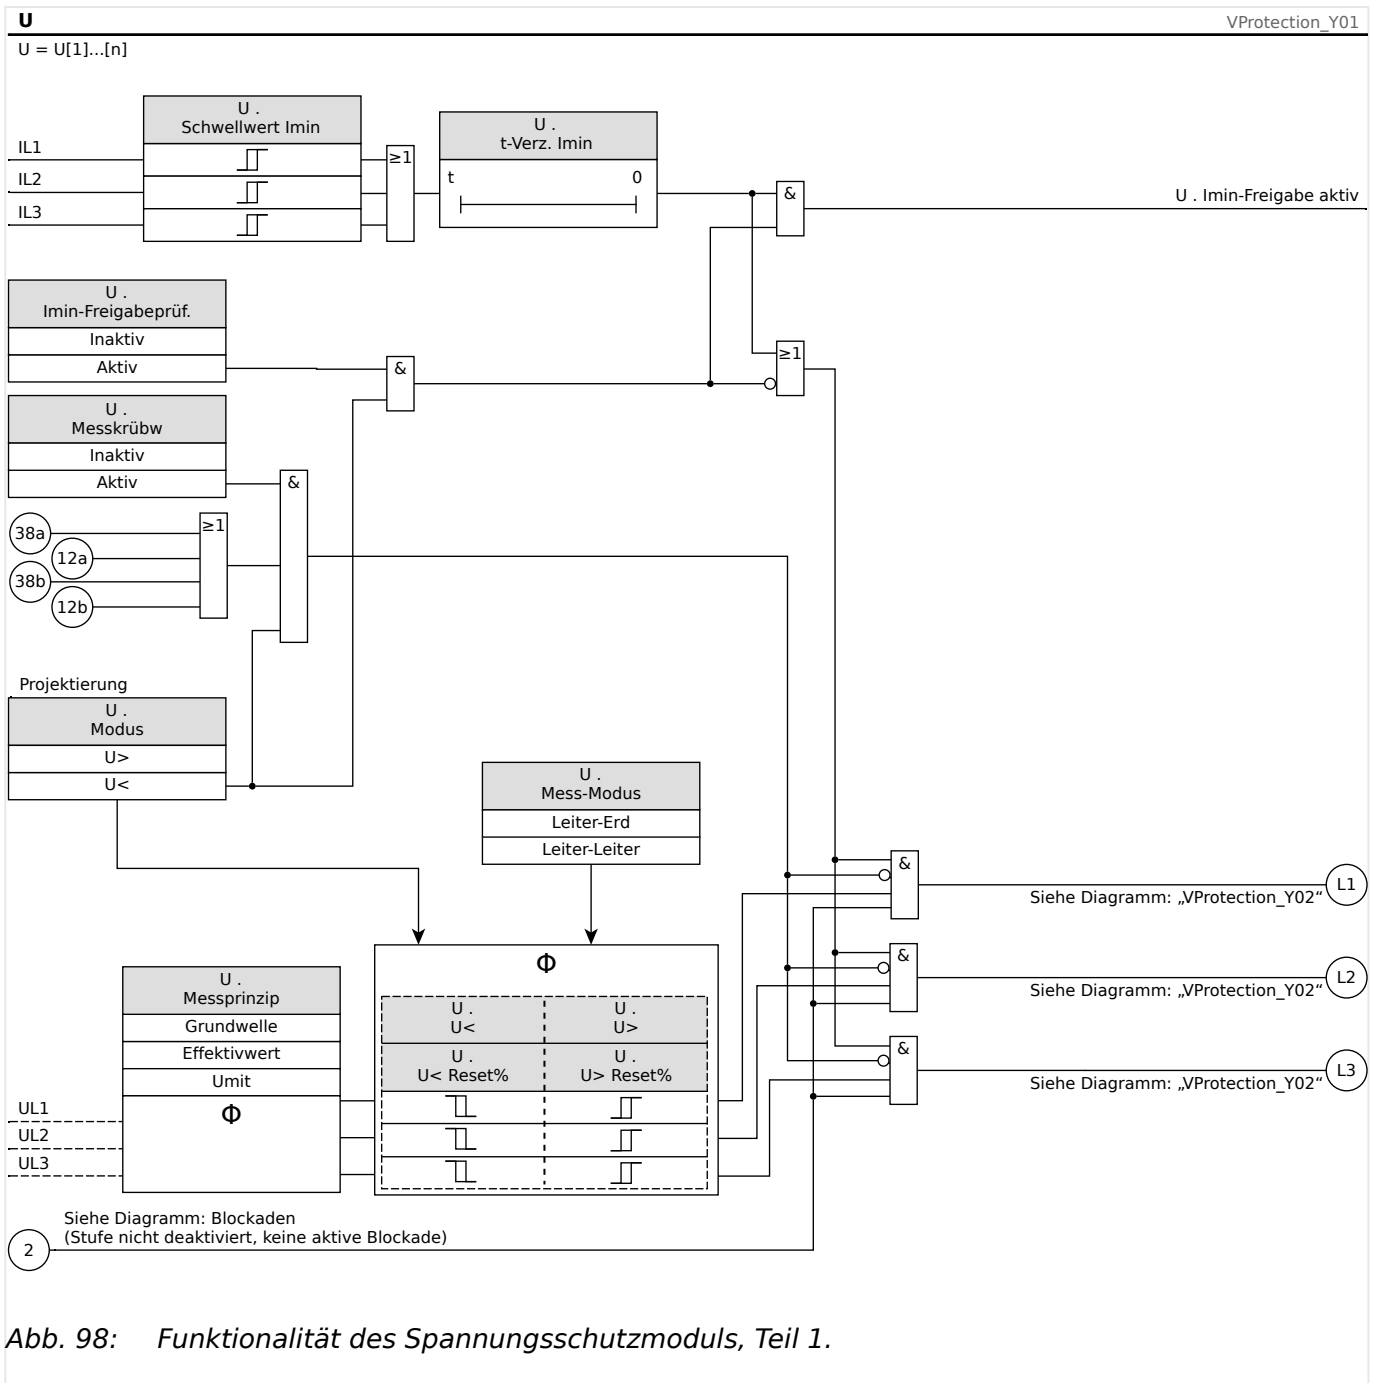 U
VProtection_Y01
U = U[1]...[n]
U .
Schwellwert Imin
IL1
IL2
IL3
≥1
U .
t-Verz. Imin
t 0
&
U . Imin-Freigabe aktiv
U .
Imin-Freigabeprüf.
Inaktiv
Aktiv
&
≥1
U .
Messkrübw
Inaktiv
Aktiv
&
38a
12a
38b
12b
≥1
Projektierung
U .
Modus
U>
U<
U .
Mess-Modus
Leiter-Erd
Leiter-Leiter
&
L1
Siehe Diagramm: „VProtection_Y02“
&
L2
Siehe Diagramm: „VProtection_Y02“
&
L3
Siehe Diagramm: „VProtection_Y02“
U .
Messprinzip
Grundwelle
Effektivwert
Umit
Φ
UL1
UL2
UL3
Φ
U .
U<
U .
U>
U .
U< Reset%
U .
U> Reset%
Siehe Diagramm: Blockaden
(Stufe nicht deaktiviert, keine aktive Blockade)
2
Abb. 98: Funktionalität des Spannungsschutzmoduls, Teil 1.